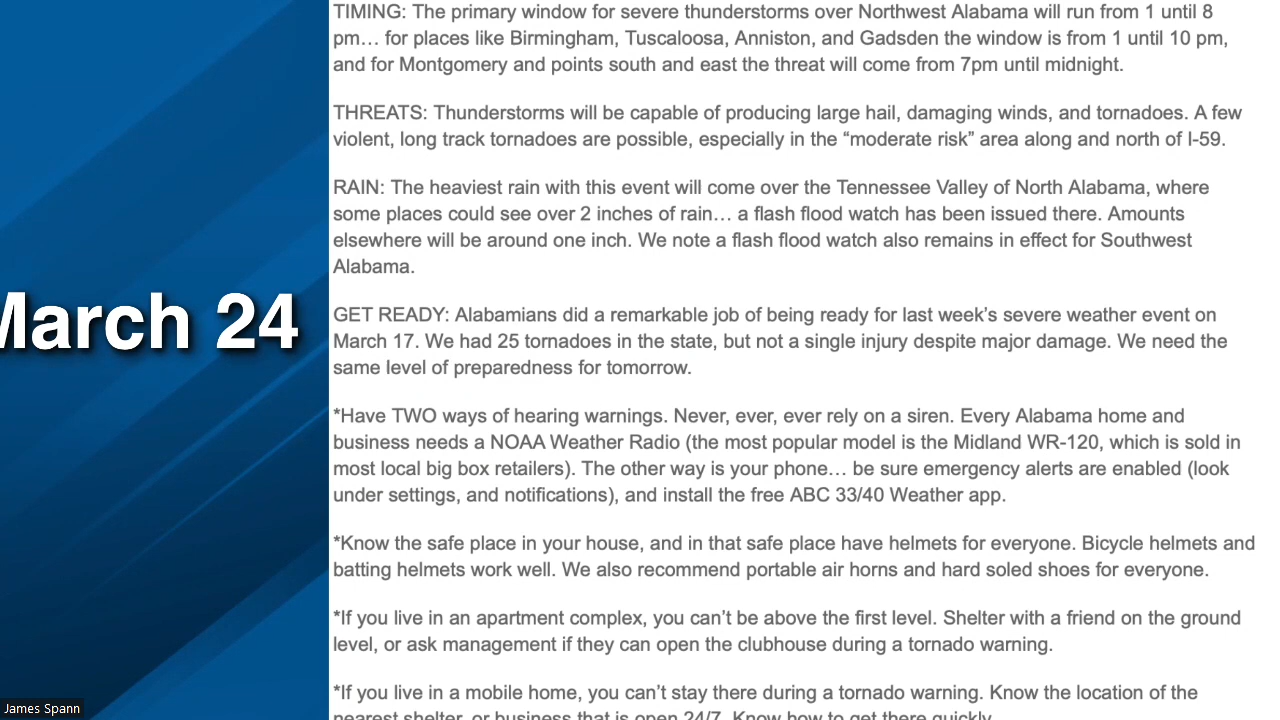 TIMING: The primary window for severe thunderstorms over Northwest Alabama will run from 1 until 8
pm… for places like Birmingham, Tuscaloosa, Anniston, and Gadsden the window is from 1 until 10 pm,
and for Montgomery and points south and east the threat will come from 7pm until midnight.
THREATS: Thunderstorms will be capable of producing large hail, damaging winds, and tornadoes. A few
violent, long track tornadoes are possible, especially in the “moderate risk” area along and north of I-59.
RAIN: The heaviest rain with this event will come over the Tennessee Valley of North Alabama, where
some places could see over 2 inches of rain… a flash flood watch has been issued there. Amounts
elsewhere will be around one inch. We note a flash flood watch also remains in effect for Southwest
Alabama.
March 24
GET READY: Alabamians did a remarkable job of being ready for last week’s severe weather event on
March 17. We had 25 tornadoes in the state, but not a single injury despite major damage. We need the
same level of preparedness for tomorrow.
*Have TWO ways of hearing warnings. Never, ever, ever rely on a siren. Every Alabama home and
business needs a NOAA Weather Radio (the most popular model is the Midland WR-120, which is sold in
most local big box retailers). The other way is your phone… be sure emergency alerts are enabled (look
under settings, and notifications), and install the free ABC 33/40 Weather app.
*Know the safe place in your house, and in that safe place have helmets for everyone. Bicycle helmets and
batting helmets work well. We also recommend portable air horns and hard soled shoes for everyone.
*If you live in an apartment complex, you can’t be above the first level. Shelter with a friend on the ground
level, or ask management if they can open the clubhouse during a tornado warning.
*If you live in a mobile home, you can’t stay there during a tornado warning. Know the location of the
nearest shelter, or business that is open 24/7. Know how to get there quickly.
James Spann